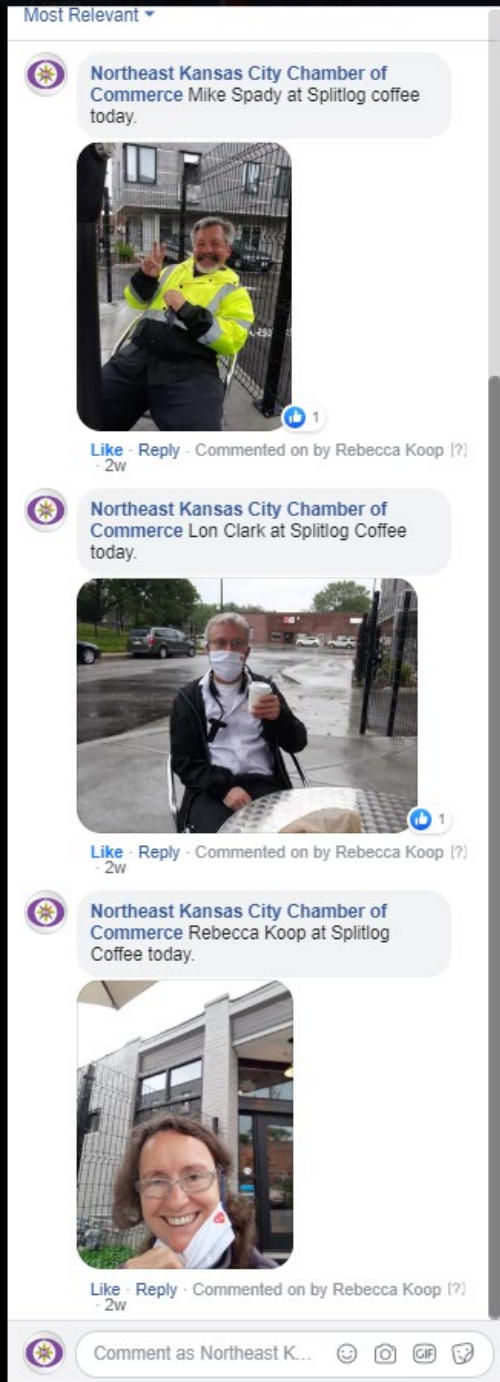 Most Relevant
Northeast Kansas City Chamber of
Commerce Mike Spady at Splitlog coffee
today.
1
Like · Reply · Commented on by Rebecca Koop [?]
· 2w
Northeast Kansas City Chamber of
Commerce Lon Clark at Splitlog Coffee
today.
1
Like · Reply · Commented on by Rebecca Koop [?]
· 2w
Northeast Kansas City Chamber of
Commerce Rebecca Koop at Splitlog
Coffee today.
Like · Reply · Commented on by Rebecca Koop [?]
· 2w
Comment as Northeast K...
GIF